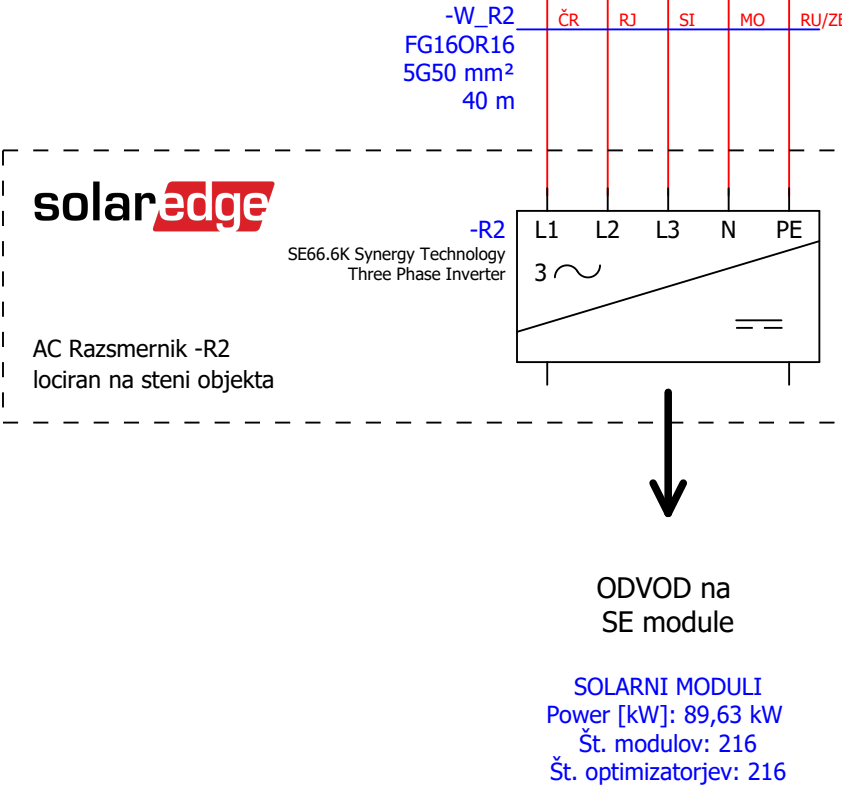 -W_R2
FG16OR16
5G50 mm²
40 m
ČR RJ SI MO RU/ZE
solaredge
-R2
SE66.6K Synergy Technology
Three Phase Inverter
L1 L2 L3 N PE
3
AC Razsmernik -R2
lociran na steni objekta
ODVOD na
SE module
SOLARNI MODULI
Power [kW]: 89,63 kW
Št. modulov: 216
Št. optimizatorjev: 216